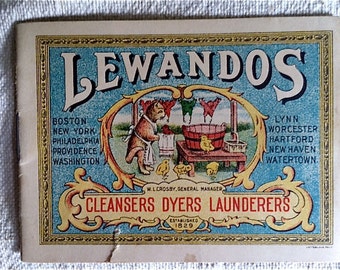 LEWANDOS
BOSTON
NEW YORK
PHILADELPHIA
PROVIDENCE
WASHINGTON
LYNN
WORCESTER
HARTFORD
NEW HAVEN
WATERTOWN
W. L. CROSBY, GENERAL MANAGER
CLEANSERS DYERS LAUNDERERS
ESTABLISHED
1829